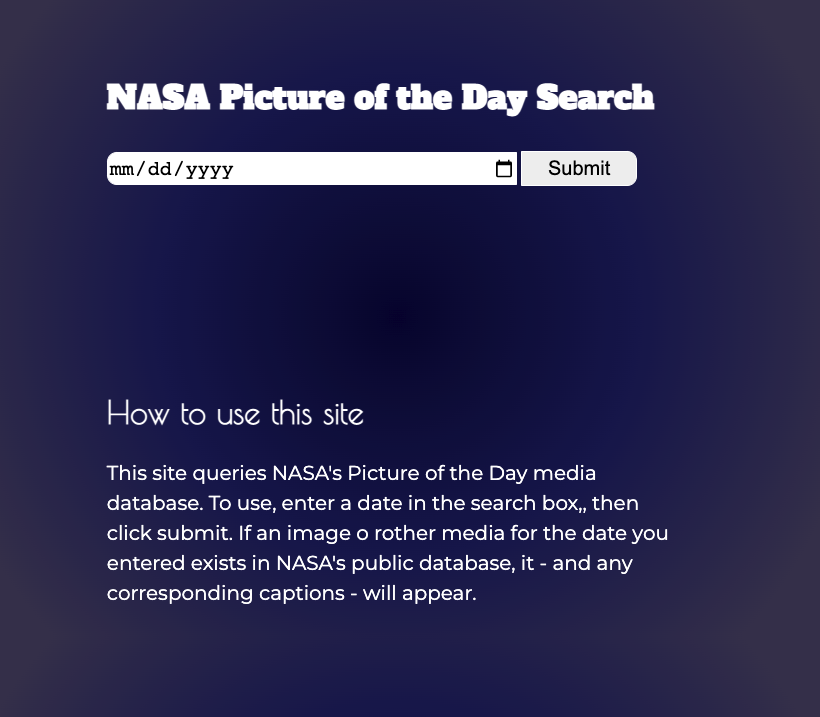 NASA Picture of the Day Search
mm/dd/yyyy
Submit
How to use this site
This site queries NASA's Picture of the Day media
database. To use, enter a date in the search box,, then
click submit. If an image o rother media for the date you
entered exists in NASA's public database, it - and any
corresponding captions - will appear.